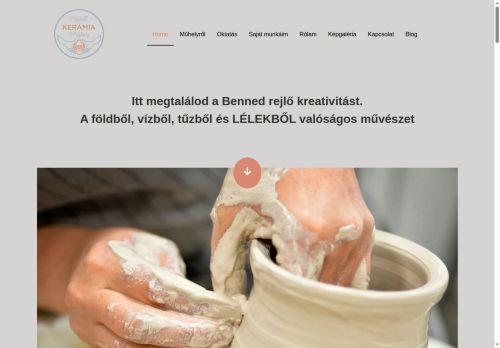 KERÁMIA
Home Műhelyről Oktatás Saját munkáim Rólam Képgaléria Kapcsolat Blog
Itt megtalálod a Benned rejlő kreativitást.
A földből, vízből, tűzből és LÉLEKBŐL valóságos művészet